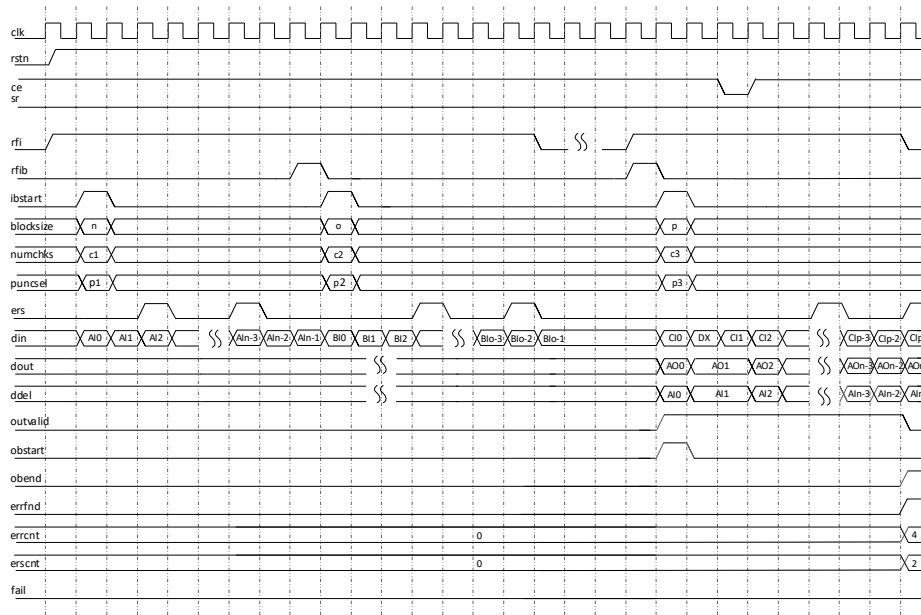 clk
rstn
ce
sr
rfi
rfib
ibstart
blocksize n o p
numchks c1 c2 c3
puncsel p1 p2 p3
ers
din AI0 AI1 AI2 AIn-3 AIn-2 AIn-1 BI0 BI1 BI2 BIo-3 BIo-2 BIo-1 CI0 DX CI1 CI2 CIp-3 CIp-2 CIp
dout AO0 AO1 AO2 AOn-3 AOn-2 AOn
ddel AI0 AI1 AI2 AIn-3 AIn-2 AIn
outvalid
obstart
obend
errfnd
errcnt 0 4
erscnt 0 2
fail